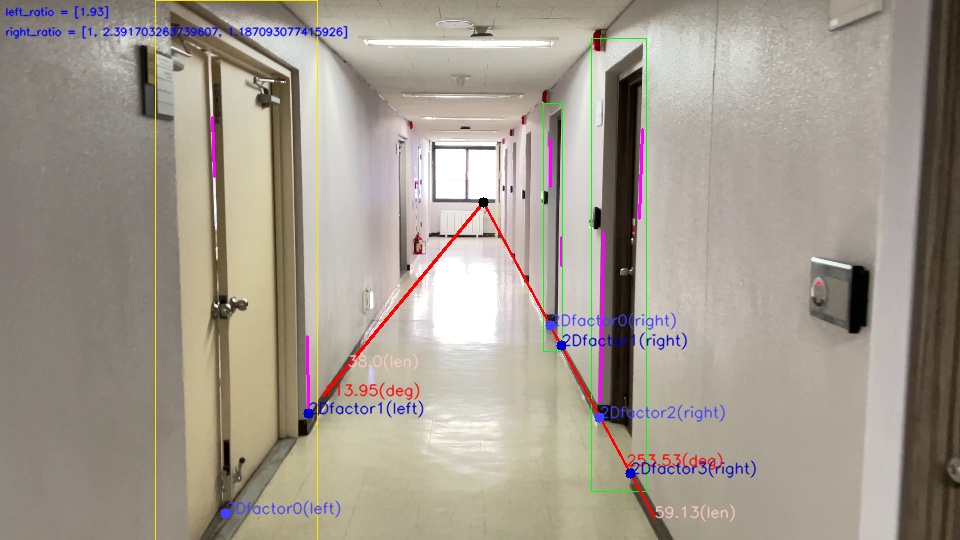 left_ratio = [1.93]
right_ratio = [1, 2.391703263739607, 1.187093077415926]
2Dfactor0(right)
2Dfactor1(right)
38.0(len)
13.95(deg)
2Dfactor1(left)
2Dfactor2(right)
253.53(deg)
2Dfactor3(right)
2Dfactor0(left)
59.13(len)